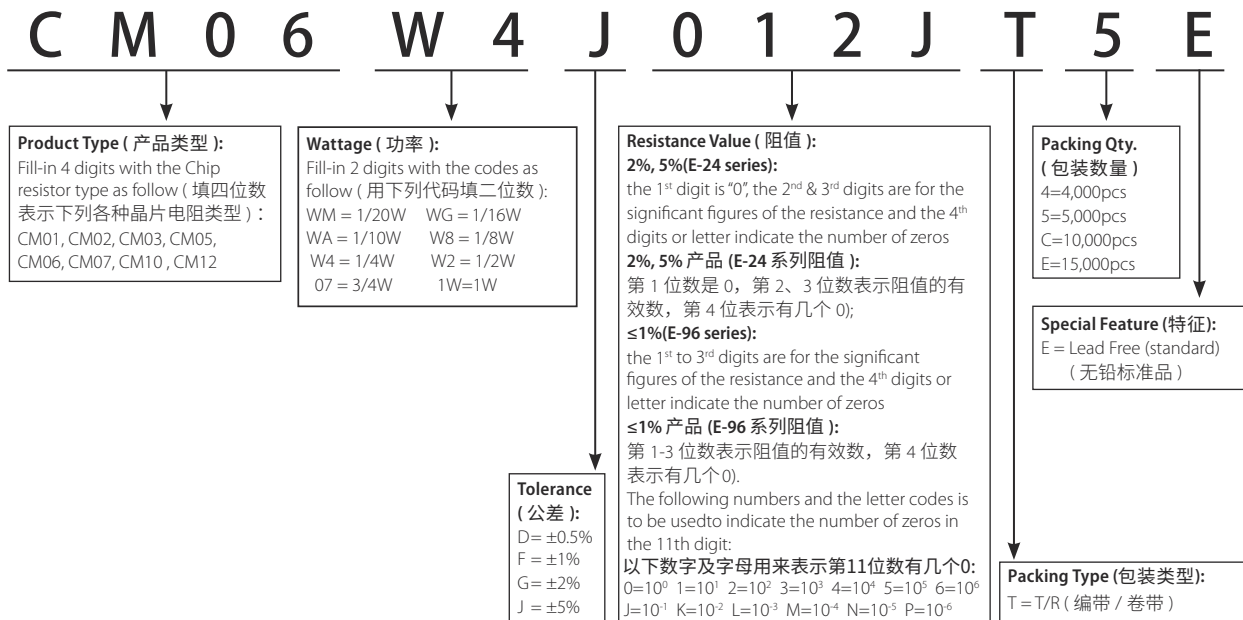 C M 0 6 W 4 J 0 1 2 J T 5 E
Product Type ( 产品类型 ):
Fill-in 4 digits with the Chip
resistor type as follow ( 填四位数
表示下列各种晶片电阻类型 ) :
CM01, CM02, CM03, CM05,
CM06, CM07, CM10 , CM12
Wattage ( 功率 ):
Fill-in 2 digits with the codes as
follow ( 用下列代码填二位数 ):
WM = 1/20W WG = 1/16W
WA = 1/10W W8 = 1/8W
W4 = 1/4W W2 = 1/2W
07 = 3/4W 1W=1W
Tolerance
( 公差 ):
D= ±0.5%
F = ±1%
G= ±2%
J = ±5%
Resistance Value ( 阻值 ):
2%, 5%(E-24 series):
the 1st digit is “0”, the 2nd & 3rd digits are for the
significant figures of the resistance and the 4th
digits or letter indicate the number of zeros
2%, 5% 产品 (E-24 系列阻值 ):
第 1 位数是 0，第 2、3 位数表示阻值的有
效数，第 4 位表示有几个 0);
≤1%(E-96 series):
the 1st to 3rd digits are for the significant
figures of the resistance and the 4th digits or
letter indicate the number of zeros
≤1% 产品 (E-96 系列阻值 ):
第 1-3 位数表示阻值的有效数，第 4 位数
表示有几个 0).
The following numbers and the letter codes is
to be usedto indicate the number of zeros in
the 11th digit:
以下数字及字母用来表示第11位数有几个0:
0=10⁰ 1=10¹ 2=10² 3=10³ 4=10⁴ 5=10⁵ 6=10⁶
J=10⁻¹ K=10⁻² L=10⁻³ M=10⁻⁴ N=10⁻⁵ P=10⁻⁶
Packing Qty.
( 包装数量 )
4=4,000pcs
5=5,000pcs
C=10,000pcs
E=15,000pcs
Special Feature (特征):
E = Lead Free (standard)
( 无铅标准品 )
Packing Type (包装类型):
T = T/R ( 编带 / 卷带 )